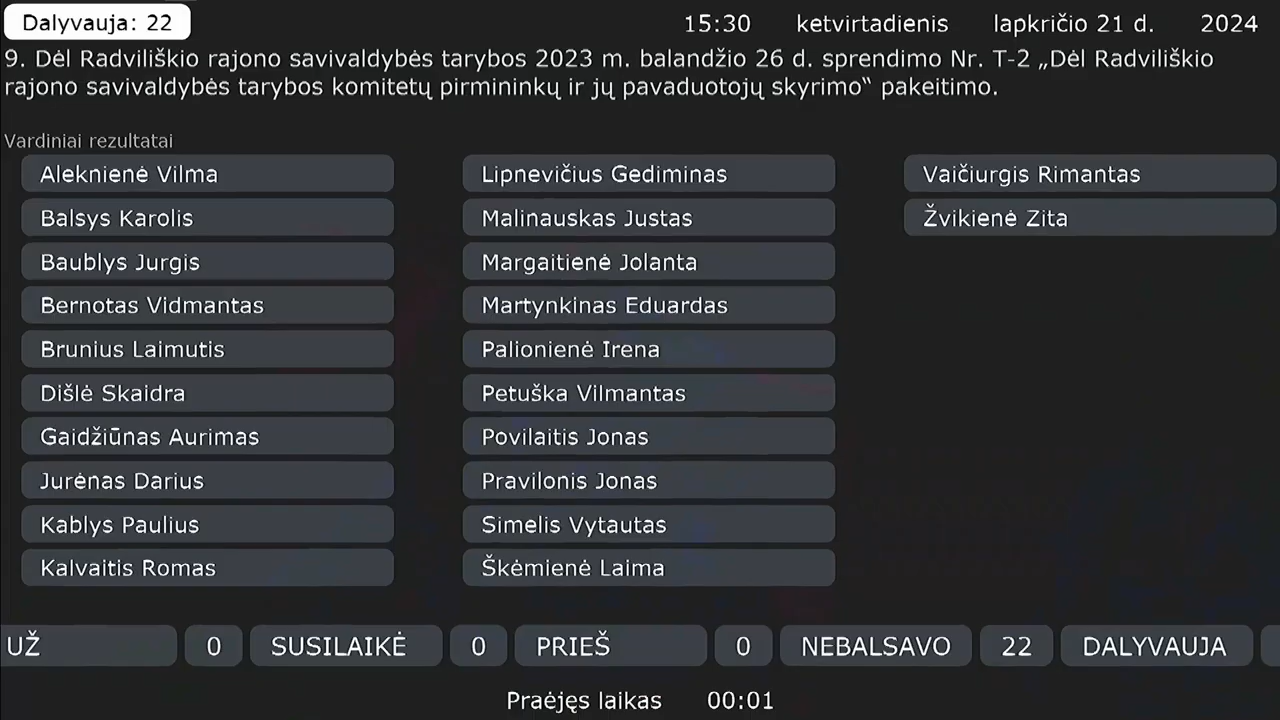 Dalyvauja: 22
15:30 ketvirtadienis lapkričio 21 d. 2024
9. Dėl Radviliškio rajono savivaldybės tarybos 2023 m. balandžio 26 d. sprendimo Nr. T-2 „Dėl Radviliškio
rajono savivaldybės tarybos komitetų pirmininkų ir jų pavaduotojų skyrimo“ pakeitimo.
Vardiniai rezultatai
Aleknienė Vilma
Balsys Karolis
Baublys Jurgis
Bernotas Vidmantas
Brunius Laimutis
Dišlė Skaidra
Gaidžiūnas Aurimas
Jurėnas Darius
Kablys Paulius
Kalvaitis Romas
Lipnevičius Gediminas
Malinauskas Justas
Margaitienė Jolanta
Martynkinas Eduardas
Palionienė Irena
Petuška Vilmantas
Povilaitis Jonas
Pravilonis Jonas
Simelis Vytautas
Škėmienė Laima
Vaičiurgis Rimantas
Žvikienė Zita
UŽ 0 SUSILAIKĖ 0 PRIEŠ 0 NEBALSAVO 22 DALYVAUJA
Praėjęs laikas 00:01